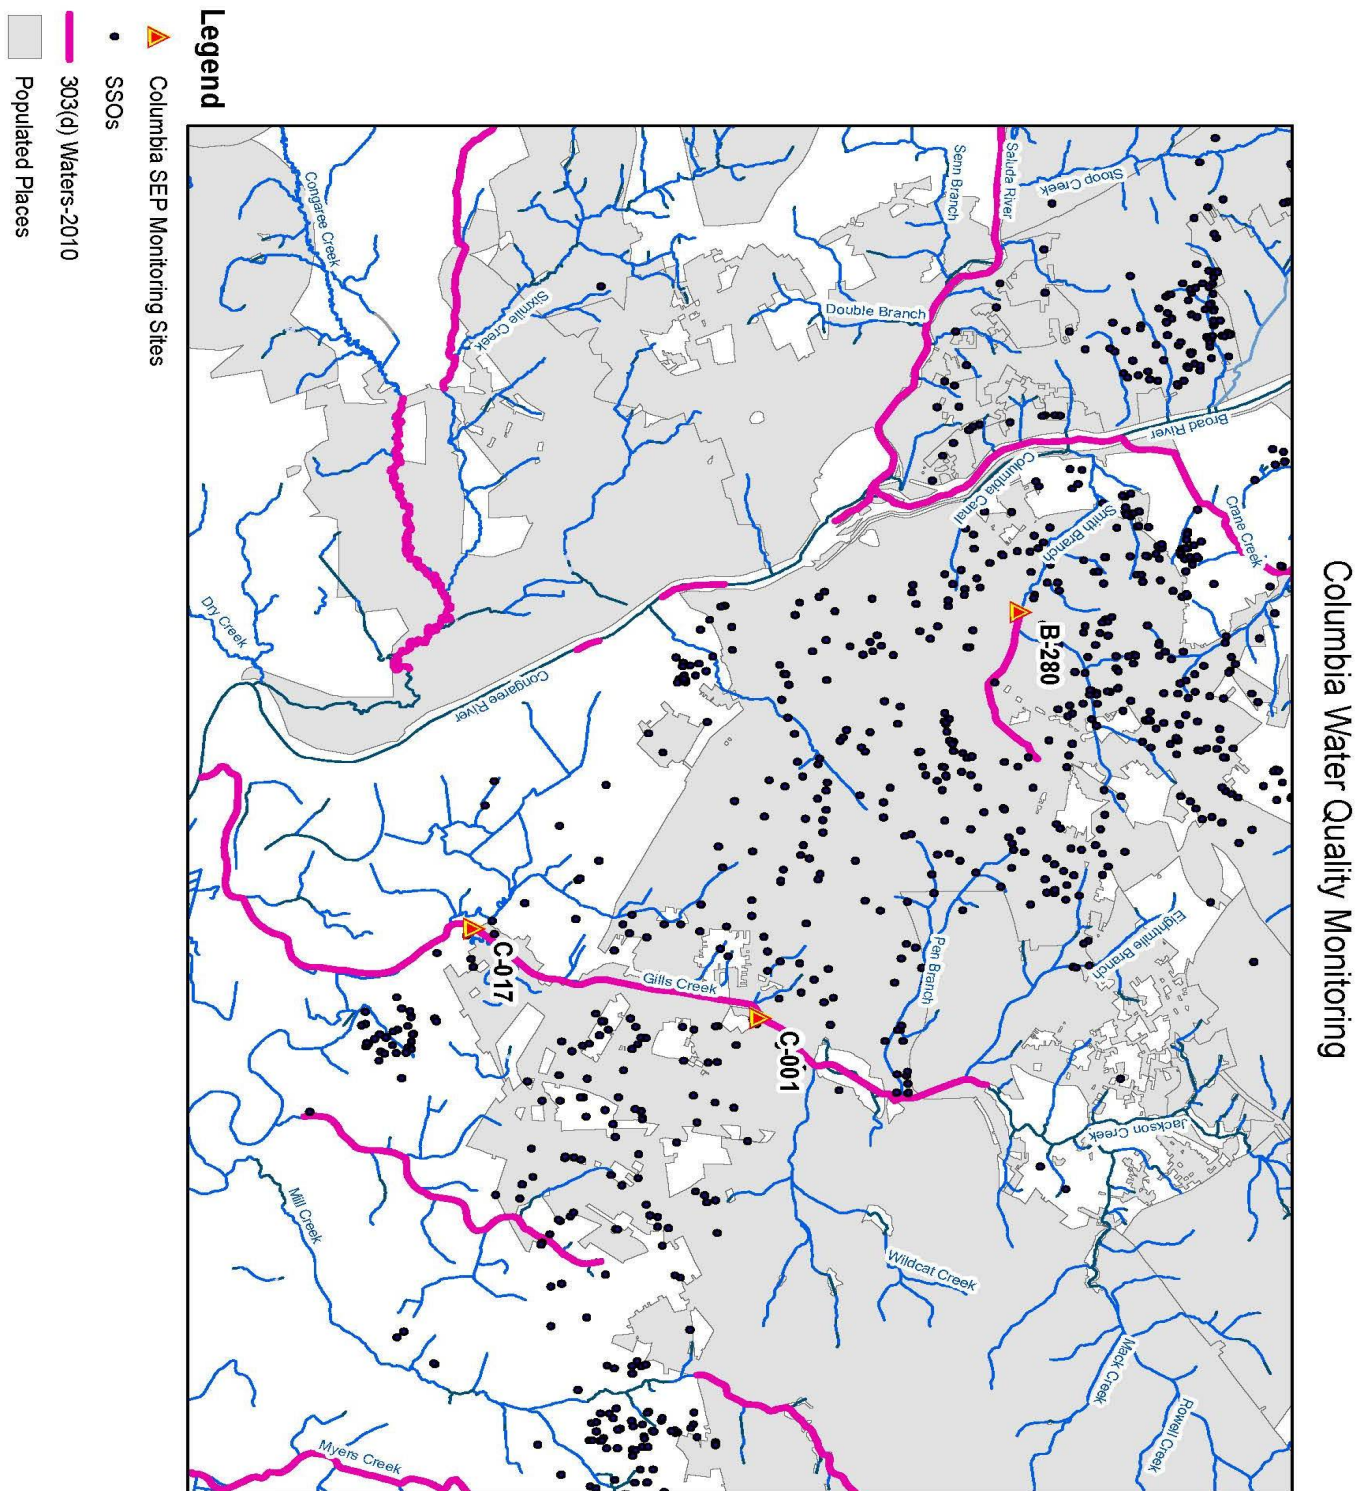 Columbia Water Quality Monitoring
Stoop Creek
Saluda River
Senn Branch
Double Branch
Broad River
Crane Creek
Columbia Canal
Smith Branch
B-280
Congaree Creek
Sixmile Creek
Dry Creek
Congaree River
Eightmile Branch
Pen Branch
Gills Creek
C-017
C-001
Jackson Creek
Wildcat Creek
Mill Creek
Mack Creek
Rowell Creek
Myers Creek
Legend
Columbia SEP Monitoring Sites
SSOs
303(d) Waters-2010
Populated Places